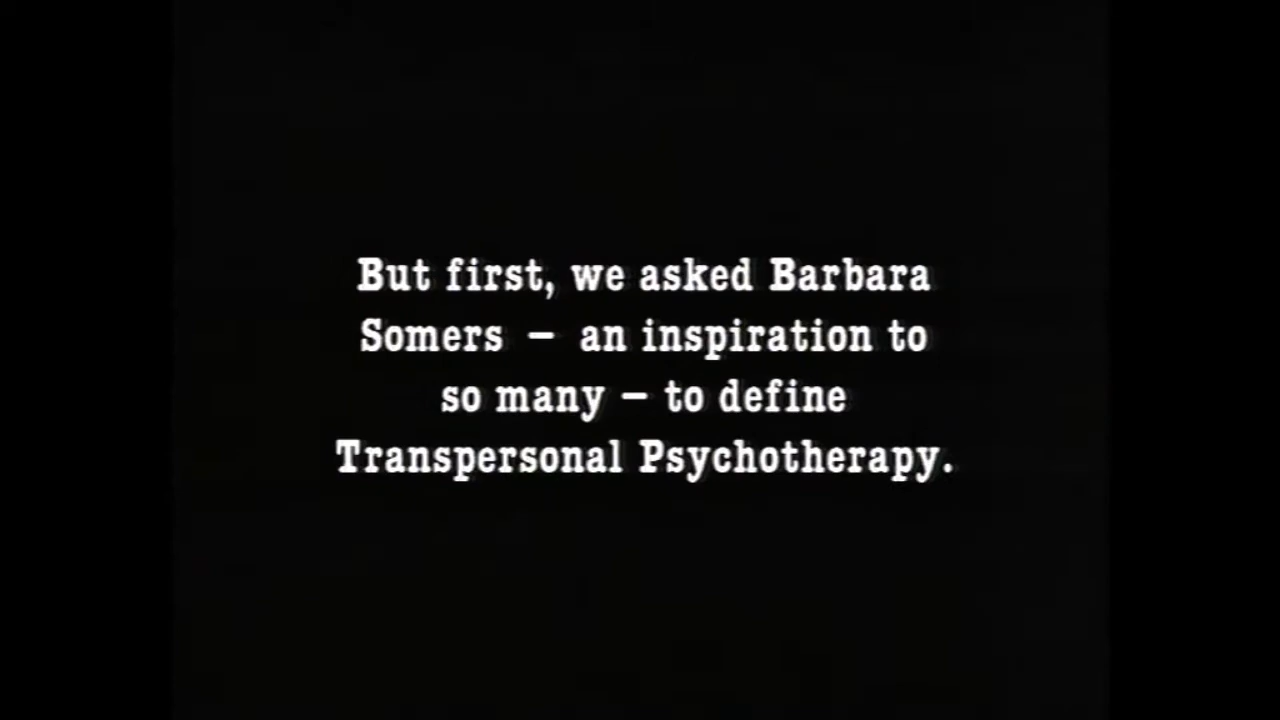 But first, we asked Barbara
Somers – an inspiration to
so many – to define
Transpersonal Psychotherapy.